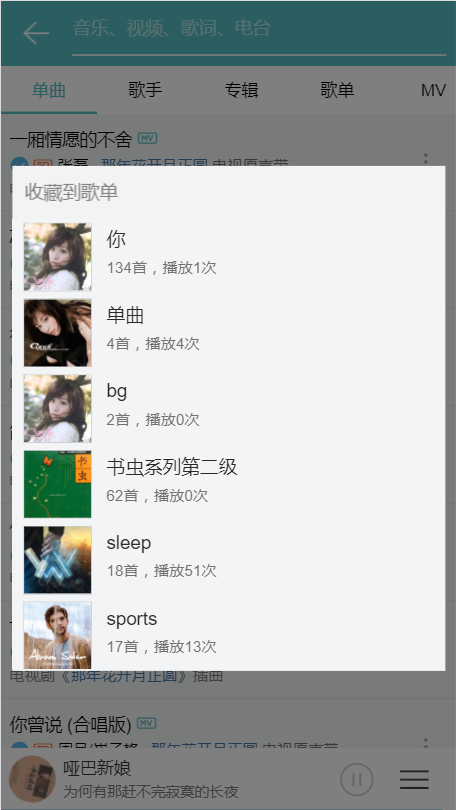 音乐、视频、歌词、电台
单曲 歌手 专辑 歌单 MV
一厢情愿的不舍 MV
张磊 那年花开月正圆 电视原声带
收藏到歌单
你
134首，播放1次
单曲
4首，播放4次
bg
2首，播放0次
书虫
书虫系列第二级
62首，播放0次
sleep
18首，播放51次
sports
17首，播放13次
电视剧《那年花开月正圆》插曲
你曾说 (合唱版) MV
那年花开月正圆
哑巴新娘
为何有那赶不完寂寞的长夜